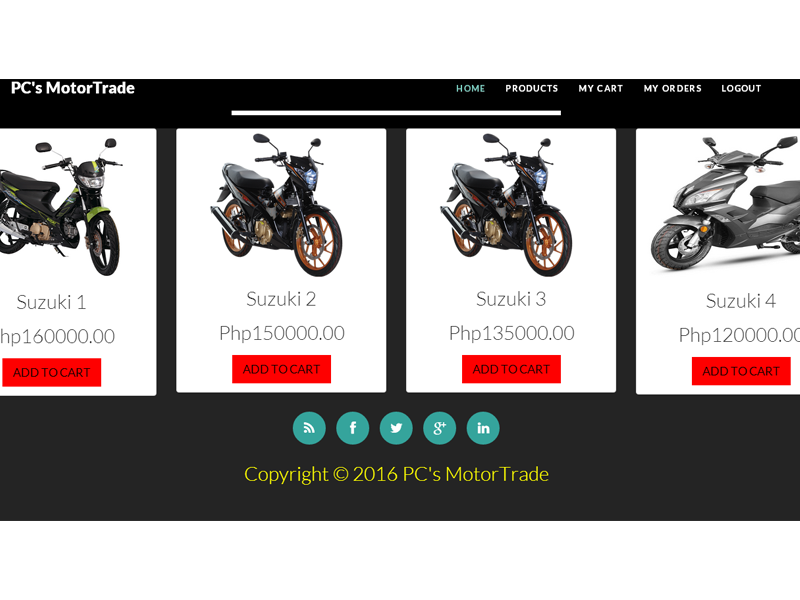 PC's MotorTrade
HOME PRODUCTS MY CART MY ORDERS LOGOUT
Suzuki 1
hp160000.00
ADD TO CART
Suzuki 2
Php150000.00
ADD TO CART
Suzuki 3
Php135000.00
ADD TO CART
Suzuki 4
Php120000.00
ADD TO CART
Copyright © 2016 PC's MotorTrade